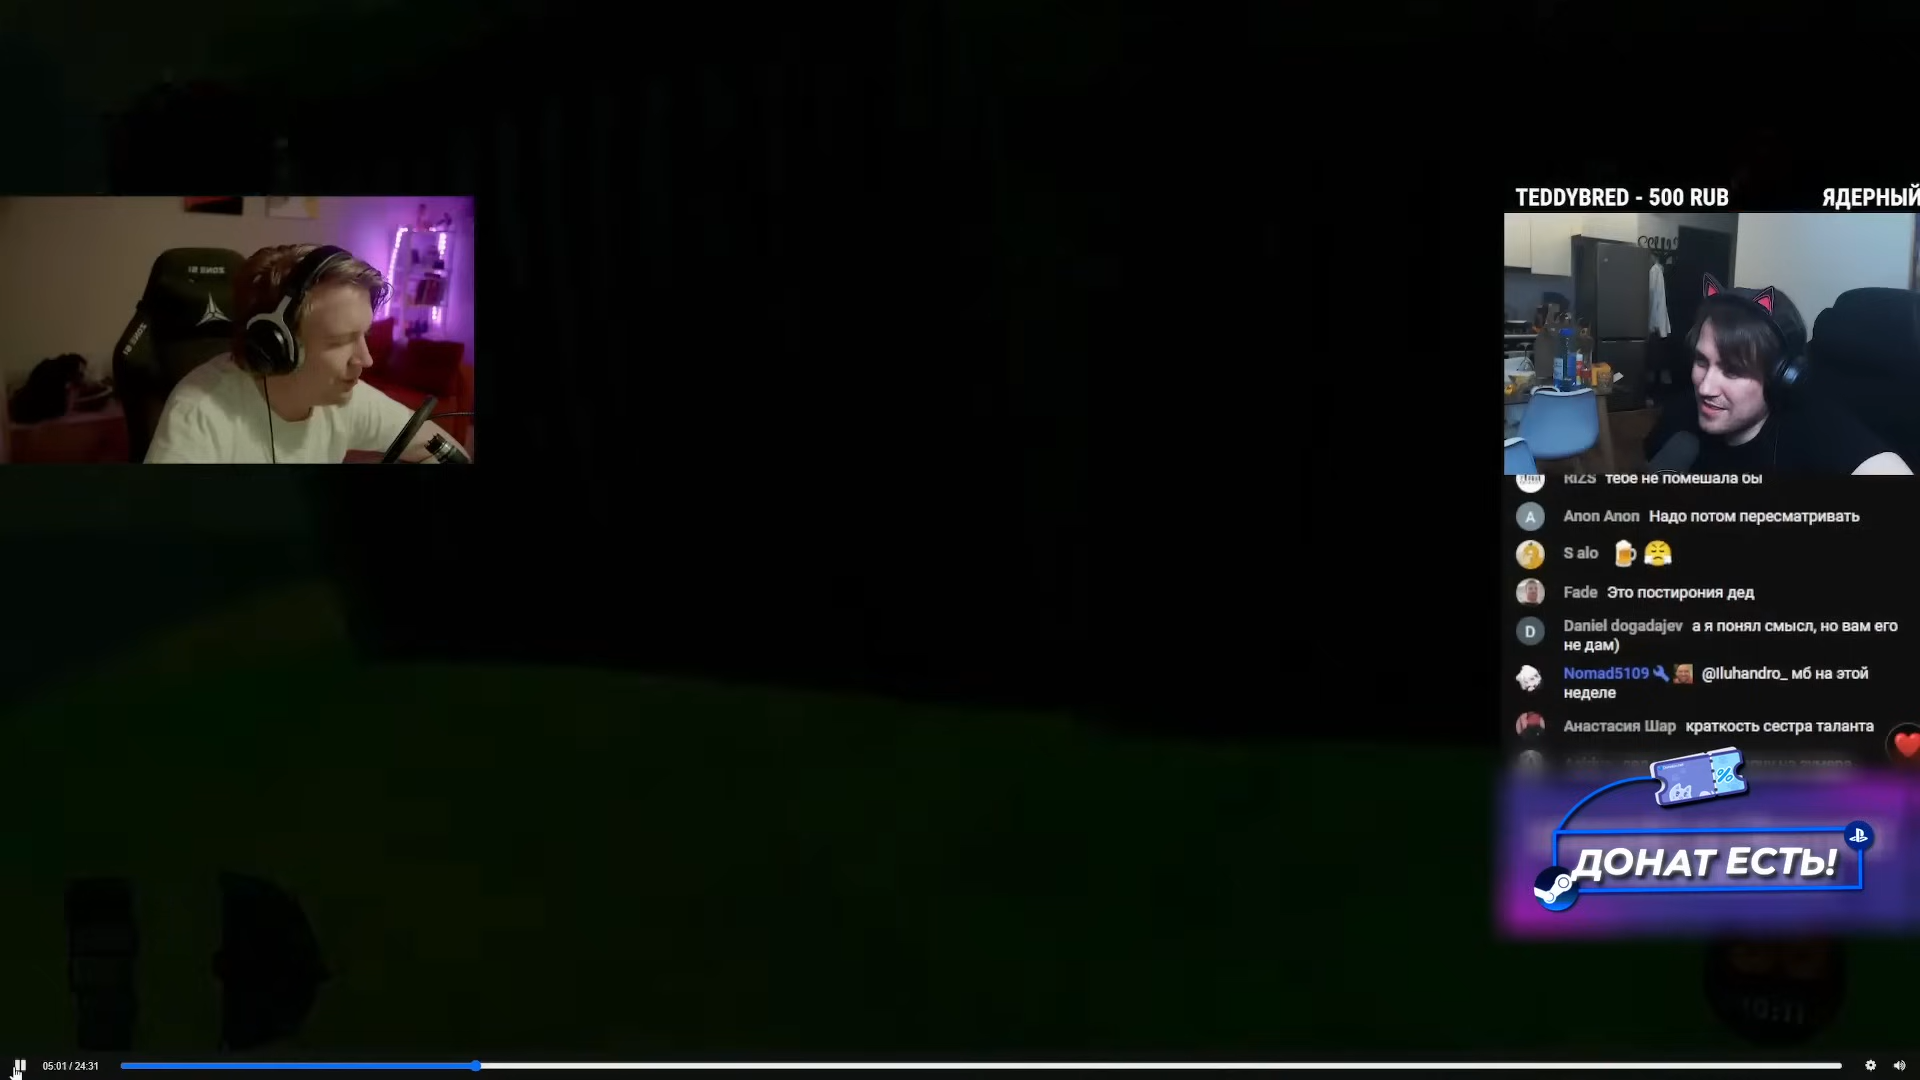 TEDDYBRED - 500 RUB ЯДЕРНЫЙ
RIZS тебе не помешала бы
Anon Anon Надо потом пересматривать
S alo
Fade Это постирония дед
Daniel dogadajev а я понял смысл, но вам его
не дам)
Nomad5109 @Iluhandro_ мб на этой
неделе
Анастасия Шар краткость сестра таланта
ДОНАТ ЕСТЬ!
05:01 / 24:31